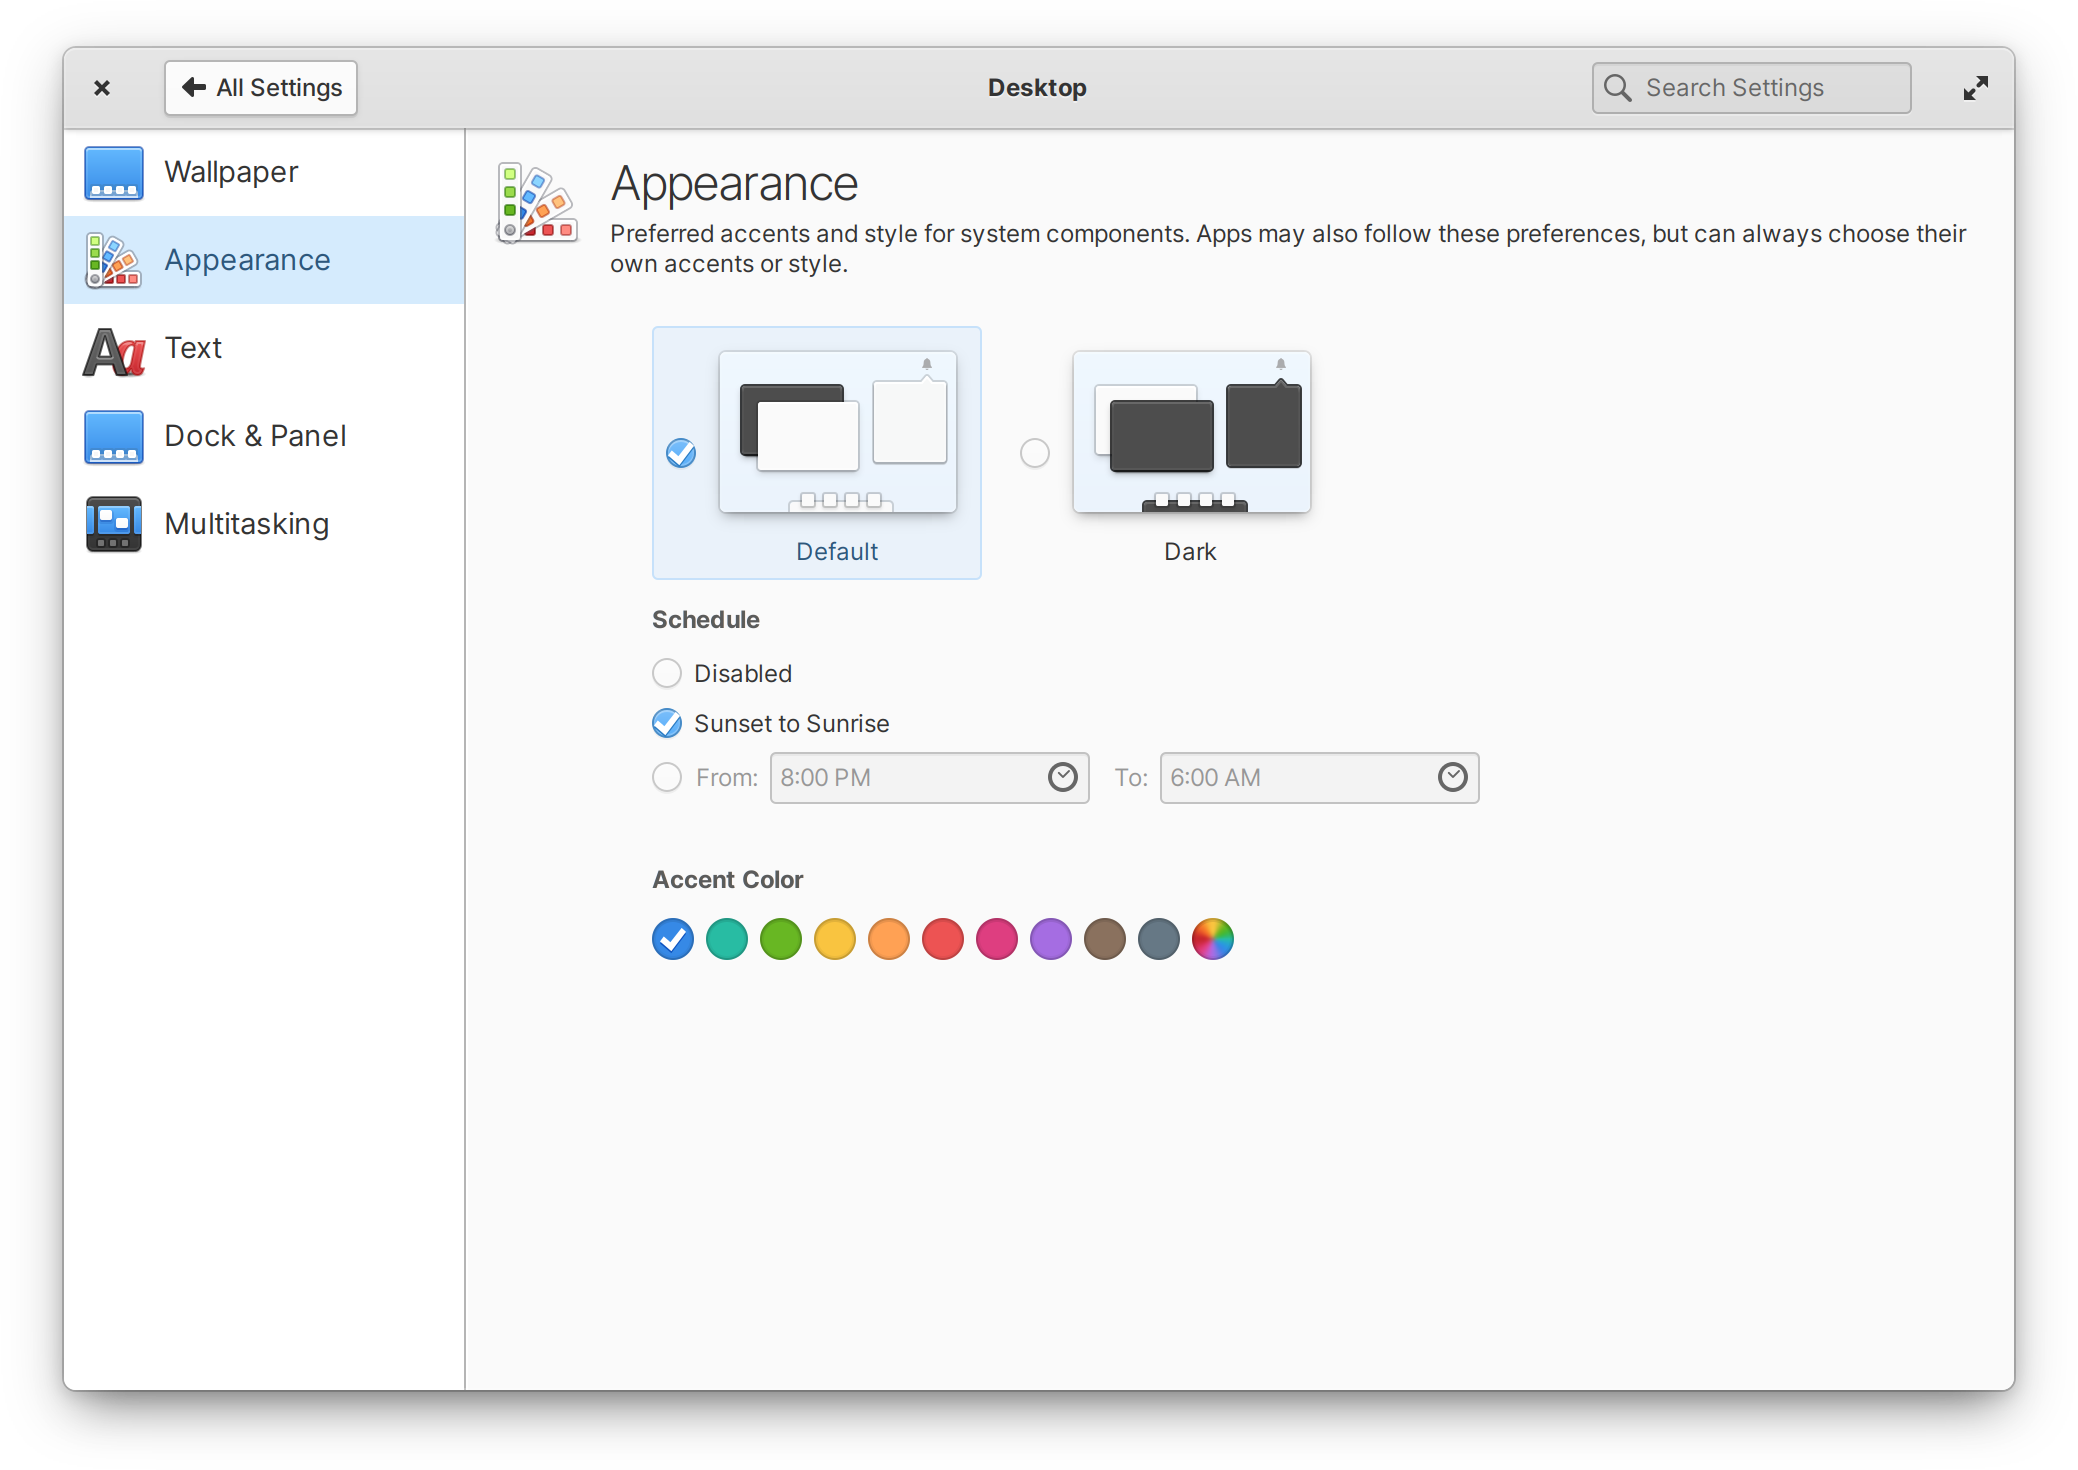 All Settings
Desktop
Search Settings
Wallpaper
Appearance
Text
Dock & Panel
Multitasking
Appearance
Preferred accents and style for system components. Apps may also follow these preferences, but can always choose their
own accents or style.
Default
Dark
Schedule
Disabled
Sunset to Sunrise
From: 8:00 PM To: 6:00 AM
Accent Color